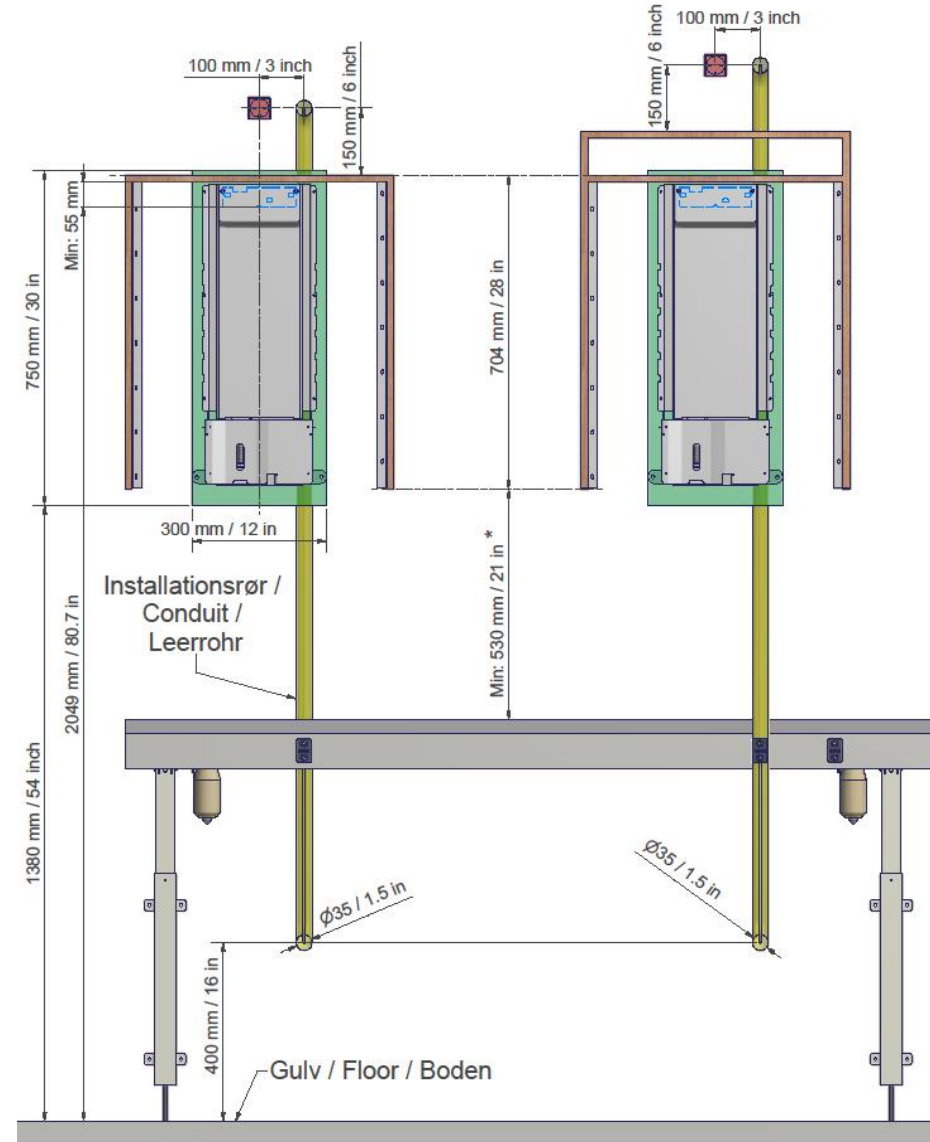 100 mm / 3 inch
150 mm / 6 inch
100 mm / 3 inch
150 mm / 6 inch
Min: 55 mm
750 mm / 30 in
704 mm / 28 in
300 mm / 12 in
Installationsrør /
Conduit /
Leerrohr
2049 mm / 80.7 in
Min: 530 mm / 21 in *
1380 mm / 54 inch
Ø35 / 1.5 in
Ø35 / 1.5 in
400 mm / 16 in
Gulv / Floor / Boden